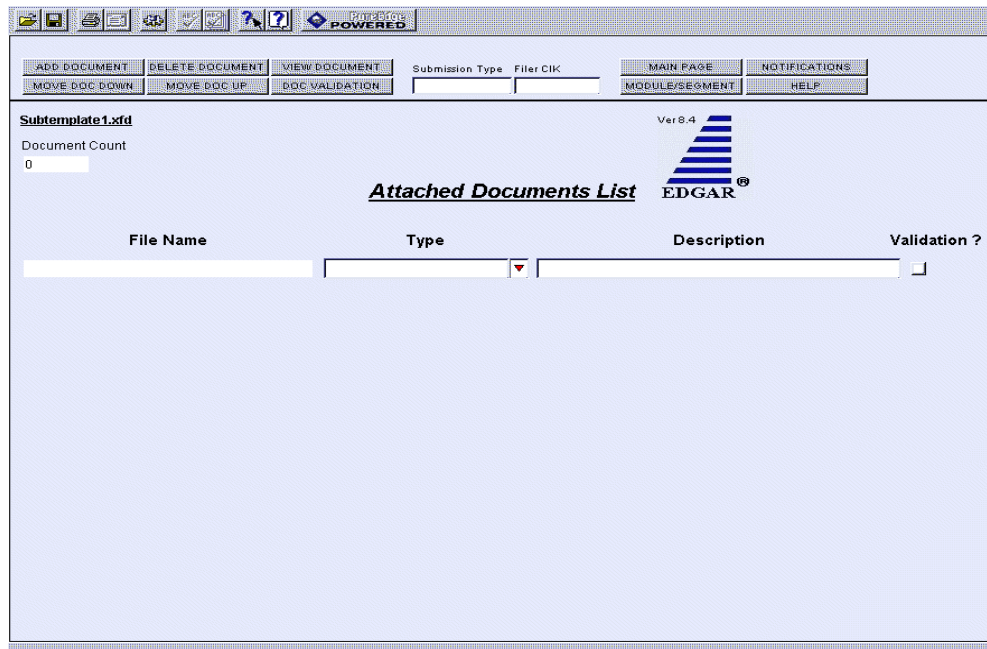 PureEdge
POWERED
ADD DOCUMENT DELETE DOCUMENT VIEW DOCUMENT Submission Type Filer CIK MAIN PAGE NOTIFICATIONS
MOVE DOC DOWN MOVE DOC UP DOC VALIDATION MODULE/SEGMENT HELP
Subtemplate1.xfd Ver 8.4
Document Count
0
Attached Documents List EDGAR®
File Name Type Description Validation ?